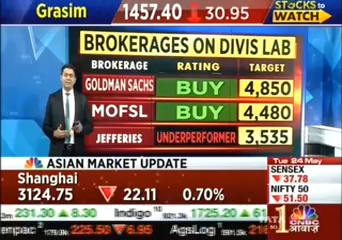 Grasim 1457.40 30.95
STOCKS to WATCH
BROKERAGES ON DIVIS LAB
BROKERAGE RATING TARGET
GOLDMAN SACHS BUY 4,850
MOFSL BUY 4,480
JEFFERIES UNDERPERFORMER 3,535
ASIAN MARKET UPDATE
Shanghai
3124.75 22.11 0.70%
Tue 24 May
SENSEX
37.78
NIFTY 50
51.50
CNBC
आवाज़
231.30 8.30 Indigo 1725.20
225.50 6.95 AgsLog